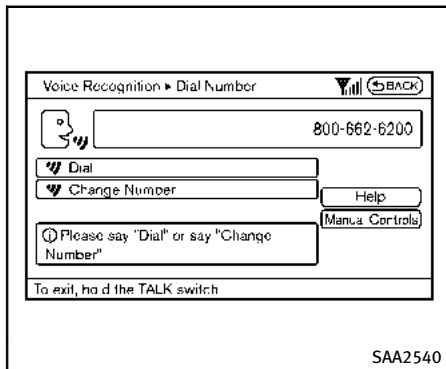 Voice Recognition ▸ Dial Number
BACK
800-662-6200
Dial
Change Number
Help
Manual Controls
Please say "Dial" or say "Change
Number"
To exit, hold the TALK switch
SAA2540